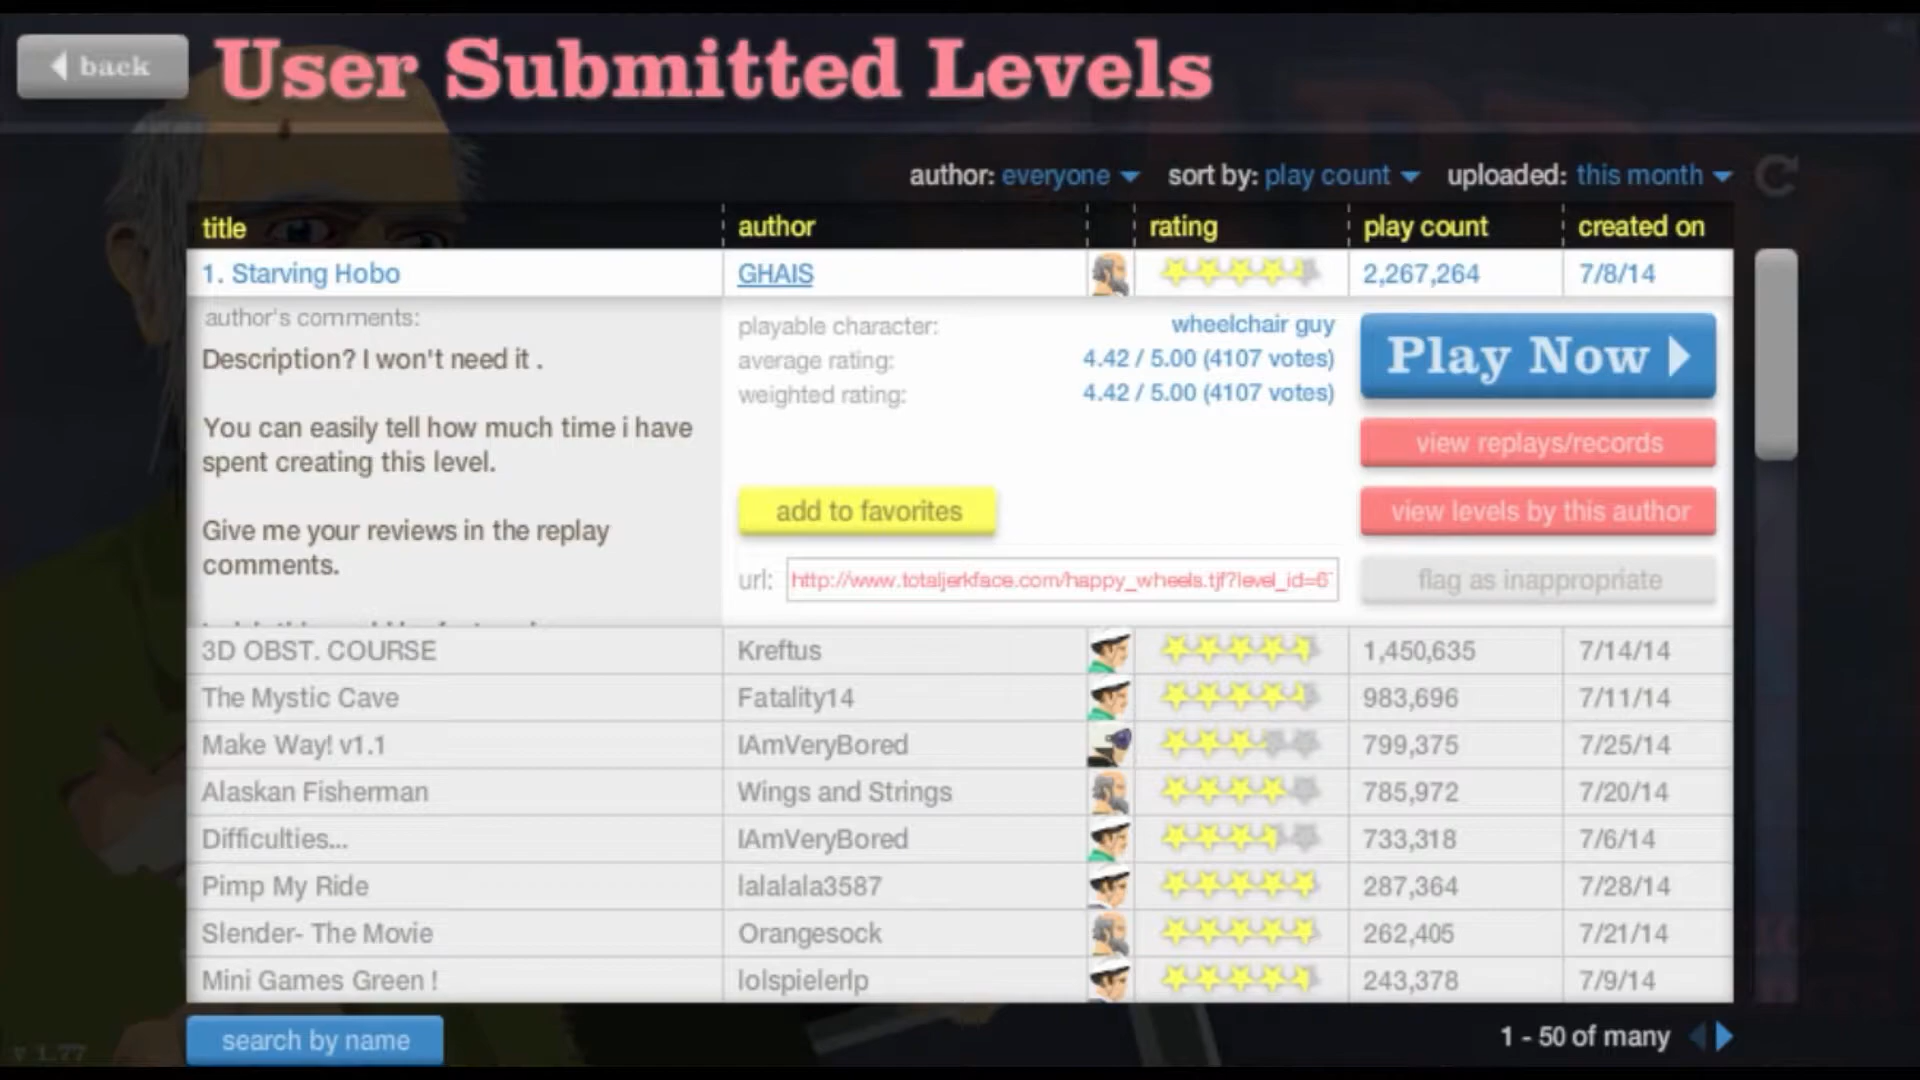 back
User Submitted Levels
author: everyone sort by: play count uploaded: this month
title author rating play count created on
1. Starving Hobo GHAIS 2,267,264 7/8/14
author's comments:
Description? I won't need it .
You can easily tell how much time i have
spent creating this level.
Give me your reviews in the replay
comments.
playable character: wheelchair guy
average rating: 4.42 / 5.00 (4107 votes)
weighted rating: 4.42 / 5.00 (4107 votes)
add to favorites
url: http://www.totaljerkface.com/happy_wheels.tjf?level_id=6
Play Now
view replays/records
view levels by this author
flag as inappropriate
3D OBST. COURSE Kreftus 1,450,635 7/14/14
The Mystic Cave Fatality14 983,696 7/11/14
Make Way! v1.1 IAmVeryBored 799,375 7/25/14
Alaskan Fisherman Wings and Strings 785,972 7/20/14
Difficulties... IAmVeryBored 733,318 7/6/14
Pimp My Ride lalalala3587 287,364 7/28/14
Slender- The Movie Orangesock 262,405 7/21/14
Mini Games Green ! lolspielerlp 243,378 7/9/14
search by name
1 - 50 of many
v 1.77